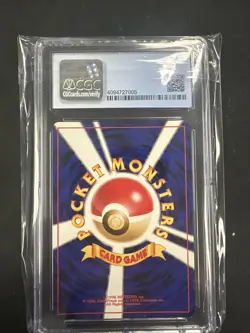 CGC
CGCcards.com/verify
4094727005
POCKET MONSTERS
CARD GAME